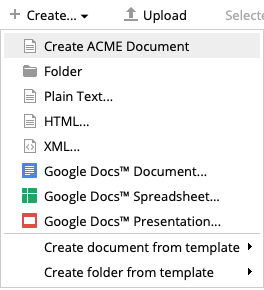 Create... Upload Selecte
Create ACME Document
Folder
Plain Text...
HTML...
XML...
Google Docs™ Document...
Google Docs™ Spreadsheet...
Google Docs™ Presentation...
Create document from template
Create folder from template